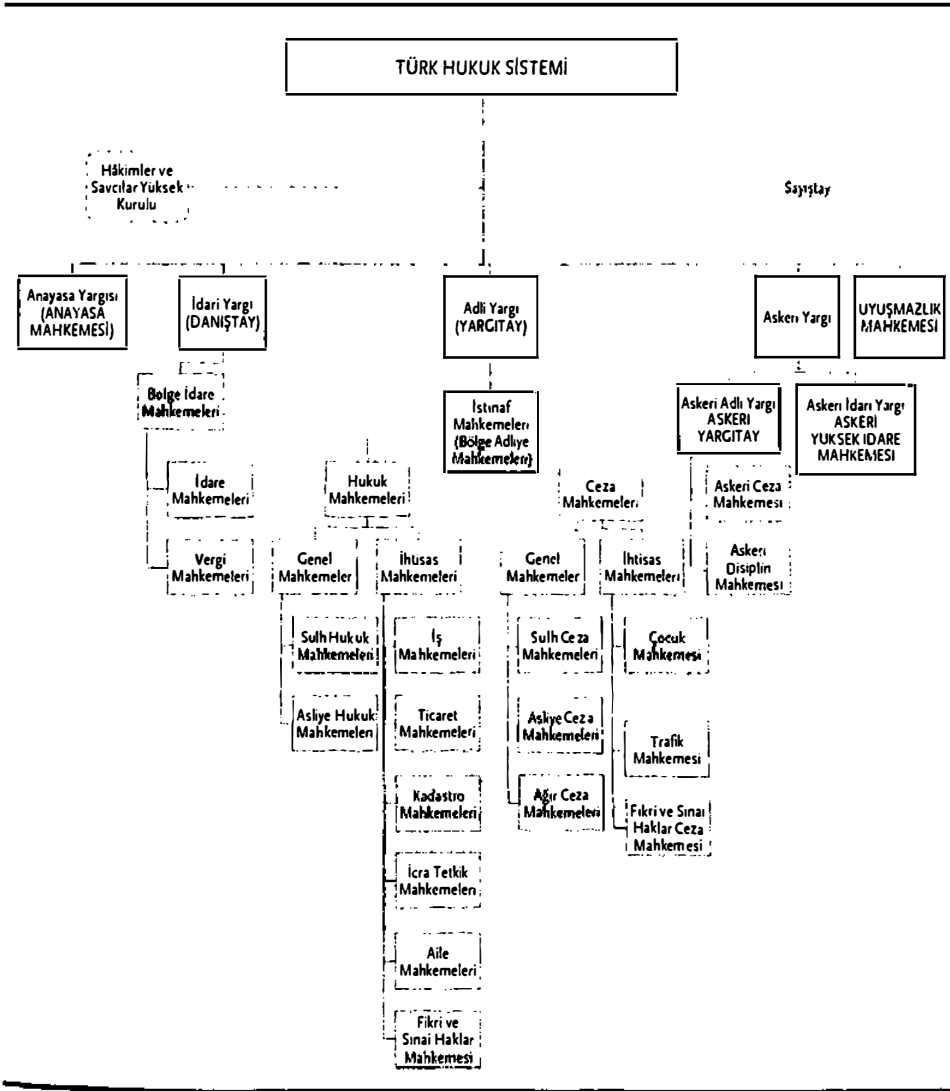 TÜRK HUKUK SİSTEMİ
Hâkimler ve
Savcılar Yüksek
Kurulu
Sayıştay
Anayasa Yargısı
(ANAYASA
MAHKEMESİ)
İdari Yargı
(DANIŞTAY)
Adli Yargı
(YARGITAY)
Askeri Yargı
UYUŞMAZLIK
MAHKEMESİ
Bölge İdare
Mahkemeleri
İstinaf
Mahkemeleri
(Bölge Adliye
Mahkemeleri)
Askeri Adli Yargı
ASKERİ
YARGITAY
Askeri İdari Yargı
ASKERİ
YÜKSEK İDARE
MAHKEMESİ
İdare
Mahkemeleri
Hukuk
Mahkemeleri
Ceza
Mahkemeleri
Askeri Ceza
Mahkemesi
Vergi
Mahkemeleri
Genel
Mahkemeler
İhtisas
Mahkemeleri
Genel
Mahkemeler
İhtisas
Mahkemeleri
Askeri
Disiplin
Mahkemesi
Sulh Hukuk
Mahkemeleri
İş
Mahkemeleri
Sulh Ceza
Mahkemeleri
Çocuk
Mahkemesi
Asliye Hukuk
Mahkemeleri
Ticaret
Mahkemeleri
Asliye Ceza
Mahkemeleri
Trafik
Mahkemesi
Kadastro
Mahkemeleri
Ağır Ceza
Mahkemeleri
Fikri ve Sınai
Haklar Ceza
Mahkemesi
İcra Tetkik
Mahkemeleri
Aile
Mahkemeleri
Fikri ve
Sınai Haklar
Mahkemesi